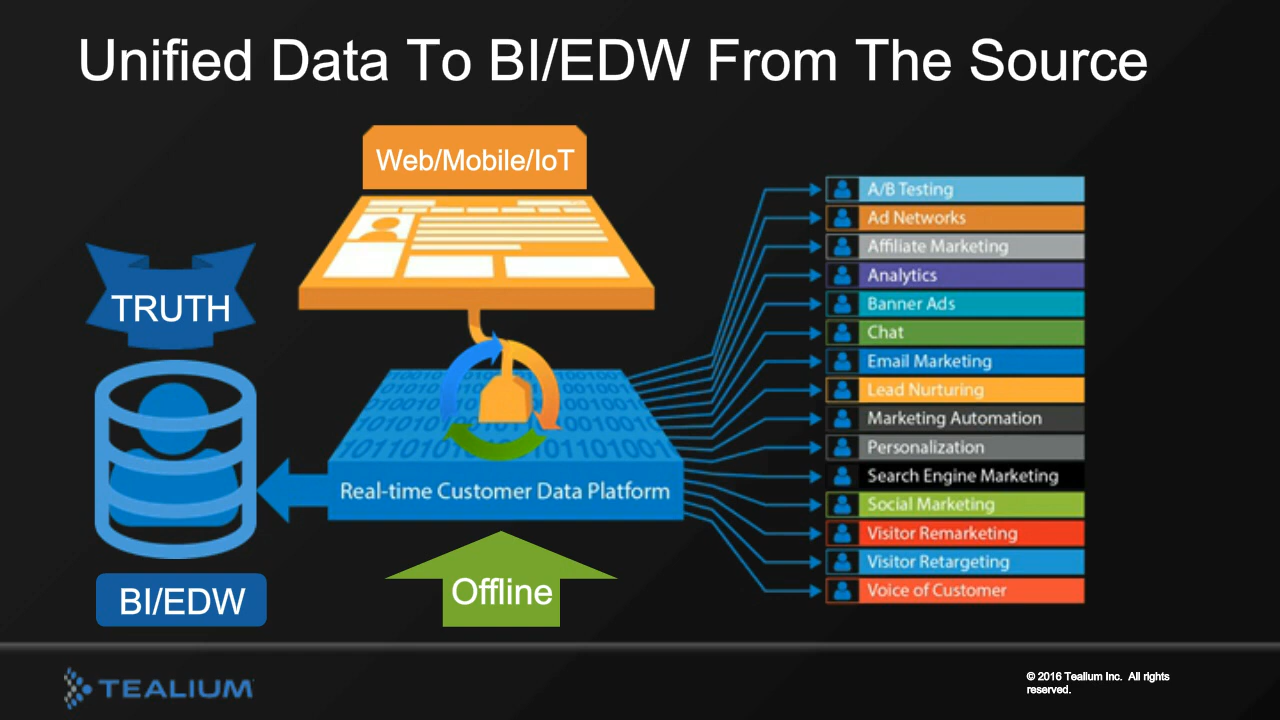 Unified Data To BI/EDW From The Source
Web/Mobile/IoT
TRUTH
BI/EDW
Real-time Customer Data Platform
Offline
A/B Testing
Ad Networks
Affiliate Marketing
Analytics
Banner Ads
Chat
Email Marketing
Lead Nurturing
Marketing Automation
Personalization
Search Engine Marketing
Social Marketing
Visitor Remarketing
Visitor Retargeting
Voice of Customer
TEALIUM
© 2016 Tealium Inc. All rights
reserved.